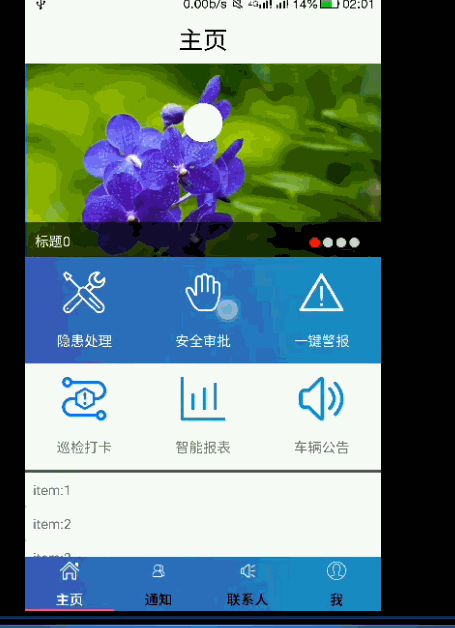 0.00b/s 4G 14% 02:01
主页
标题0
隐患处理 安全审批 一键警报
巡检打卡 智能报表 车辆公告
item:1
item:2
主页 通知 联系人 我